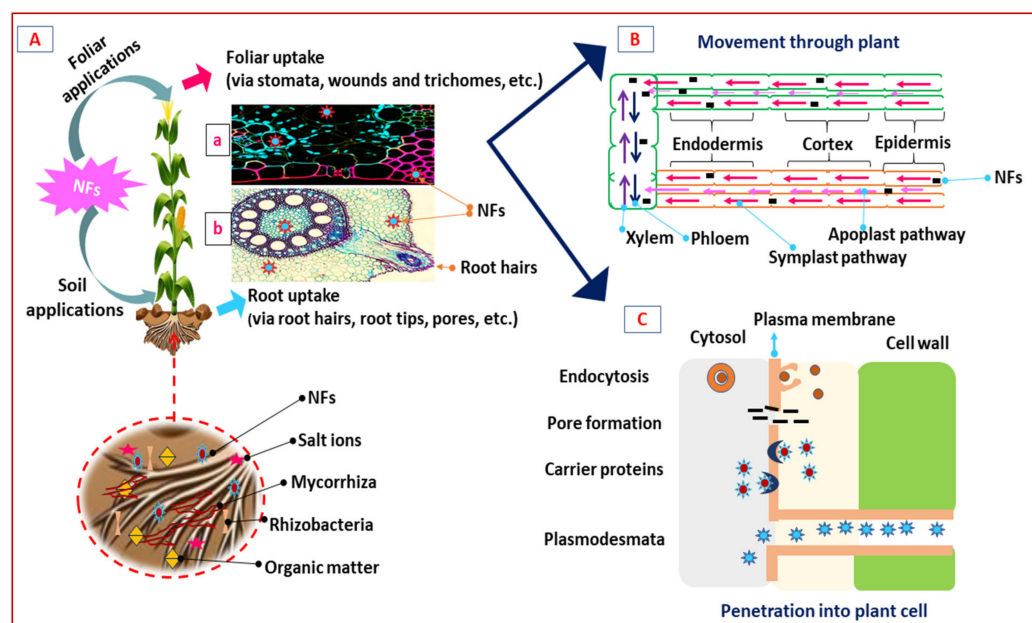 A
Foliar
applications
NFs
Soil
applications
Foliar uptake
(via stomata, wounds and trichomes, etc.)
a
b
NFs
Root hairs
Root uptake
(via root hairs, root tips, pores, etc.)
NFs
Salt ions
Mycorrhiza
Rhizobacteria
Organic matter
B
Movement through plant
Endodermis
Cortex
Epidermis
NFs
Xylem
Phloem
Apoplast pathway
Symplast pathway
C
Plasma membrane
Cytosol
Cell wall
Endocytosis
Pore formation
Carrier proteins
Plasmodesmata
Penetration into plant cell